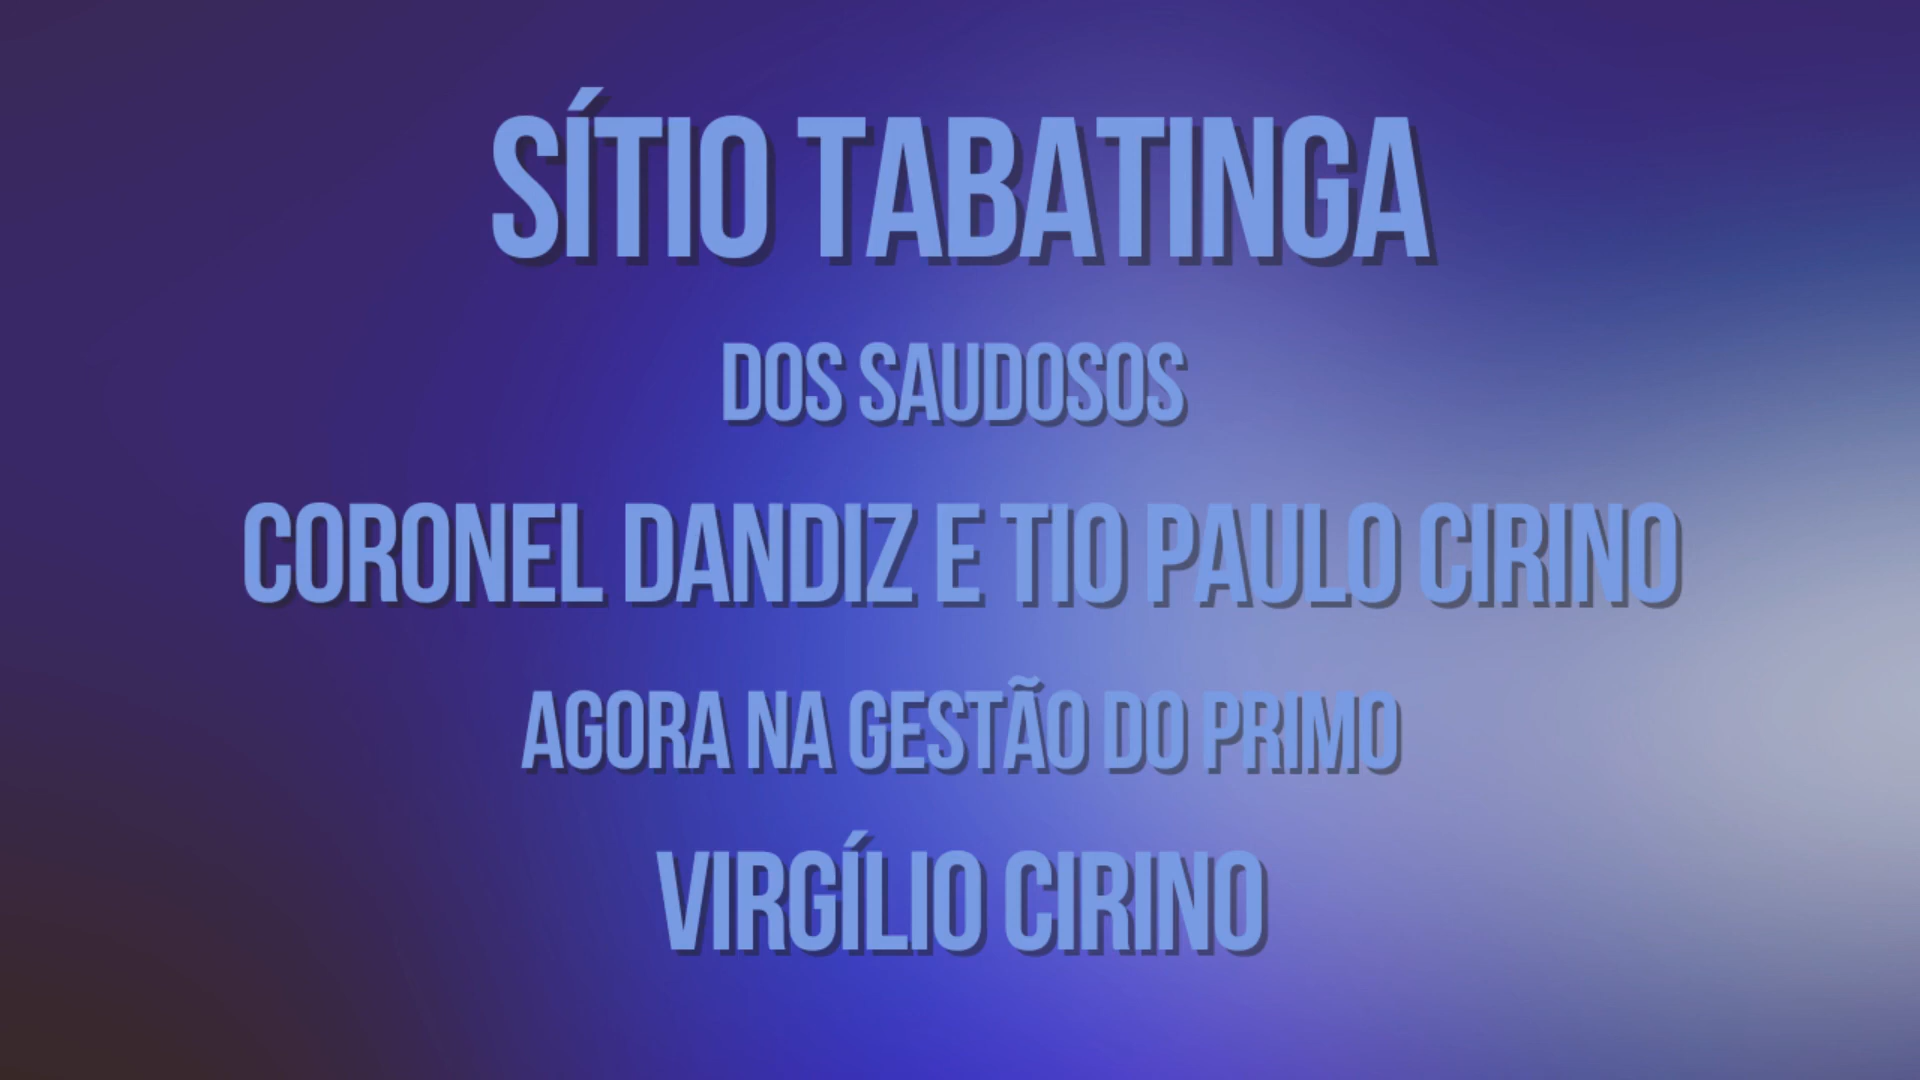 SÍTIO TABATINGA
DOS SAUDOSOS
CORONEL DANDIZ E TIO PAULO CIRINO
AGORA NA GESTÃO DO PRIMO
VIRGÍLIO CIRINO